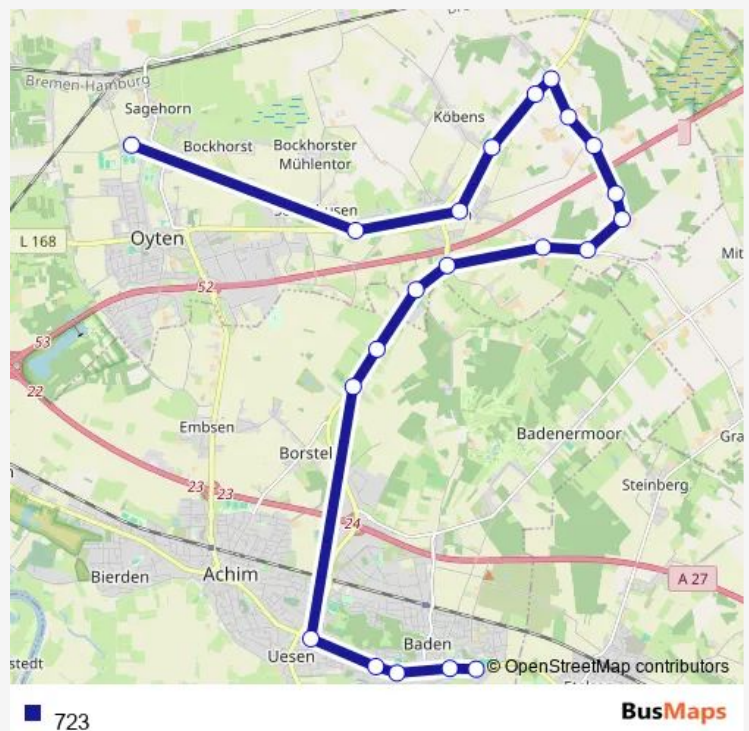 Bremen-Hamburg
Sagehorn
Köbens
Bockhorst
Bockhorster
Mühlentor
L 168
Oyten
Mit
52
53
22
Embsen
Badenermoor
Gra
Borstel
Steinberg
23
23
24
Bierden
Achim
A 27
Baden
stedt
Uesen
© OpenStreetMap contributors
723
BusMaps